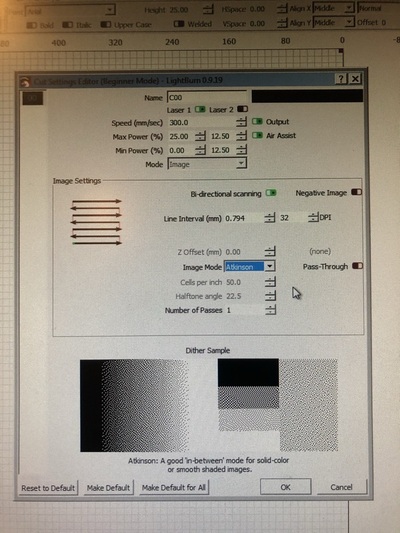 Font Arial Height 25.00 HSpace 0.00 Align X Middle Normal
Bold Italic Upper Case Welded VSpace 0.00 Align Y Middle Offset 0
400 320 240 160 80 0 -80
Cut Settings Editor (Beginner Mode) - LightBurn 0.9.19
Name C00
Laser 1 Laser 2
Speed (mm/sec) 300.0 Output
Max Power (%) 25.00 12.50 Air Assist
Min Power (%) 0.00 12.50
Mode Image
Image Settings
Bi-directional scanning Negative Image
Line Interval (mm) 0.794 32 DPI
Z Offset (mm) 0.00 (none)
Image Mode Atkinson Pass-Through
Cells per inch 50.0
Halftone angle 22.5
Number of Passes 1
Dither Sample
Atkinson: A good 'in-between' mode for solid-color
or smooth shaded images.
Reset to Default Make Default Make Default for All OK Cancel